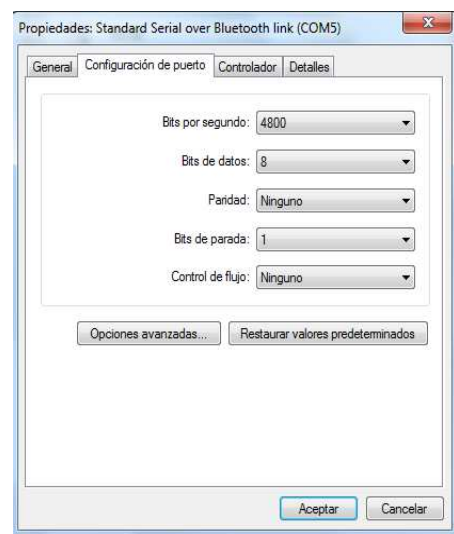 Propiedades: Standard Serial over Bluetooth link (COM5)
General Configuración de puerto Controlador Detalles
Bits por segundo: 4800
Bits de datos: 8
Paridad: Ninguno
Bits de parada: 1
Control de flujo: Ninguno
Opciones avanzadas... Restaurar valores predeterminados
Aceptar Cancelar